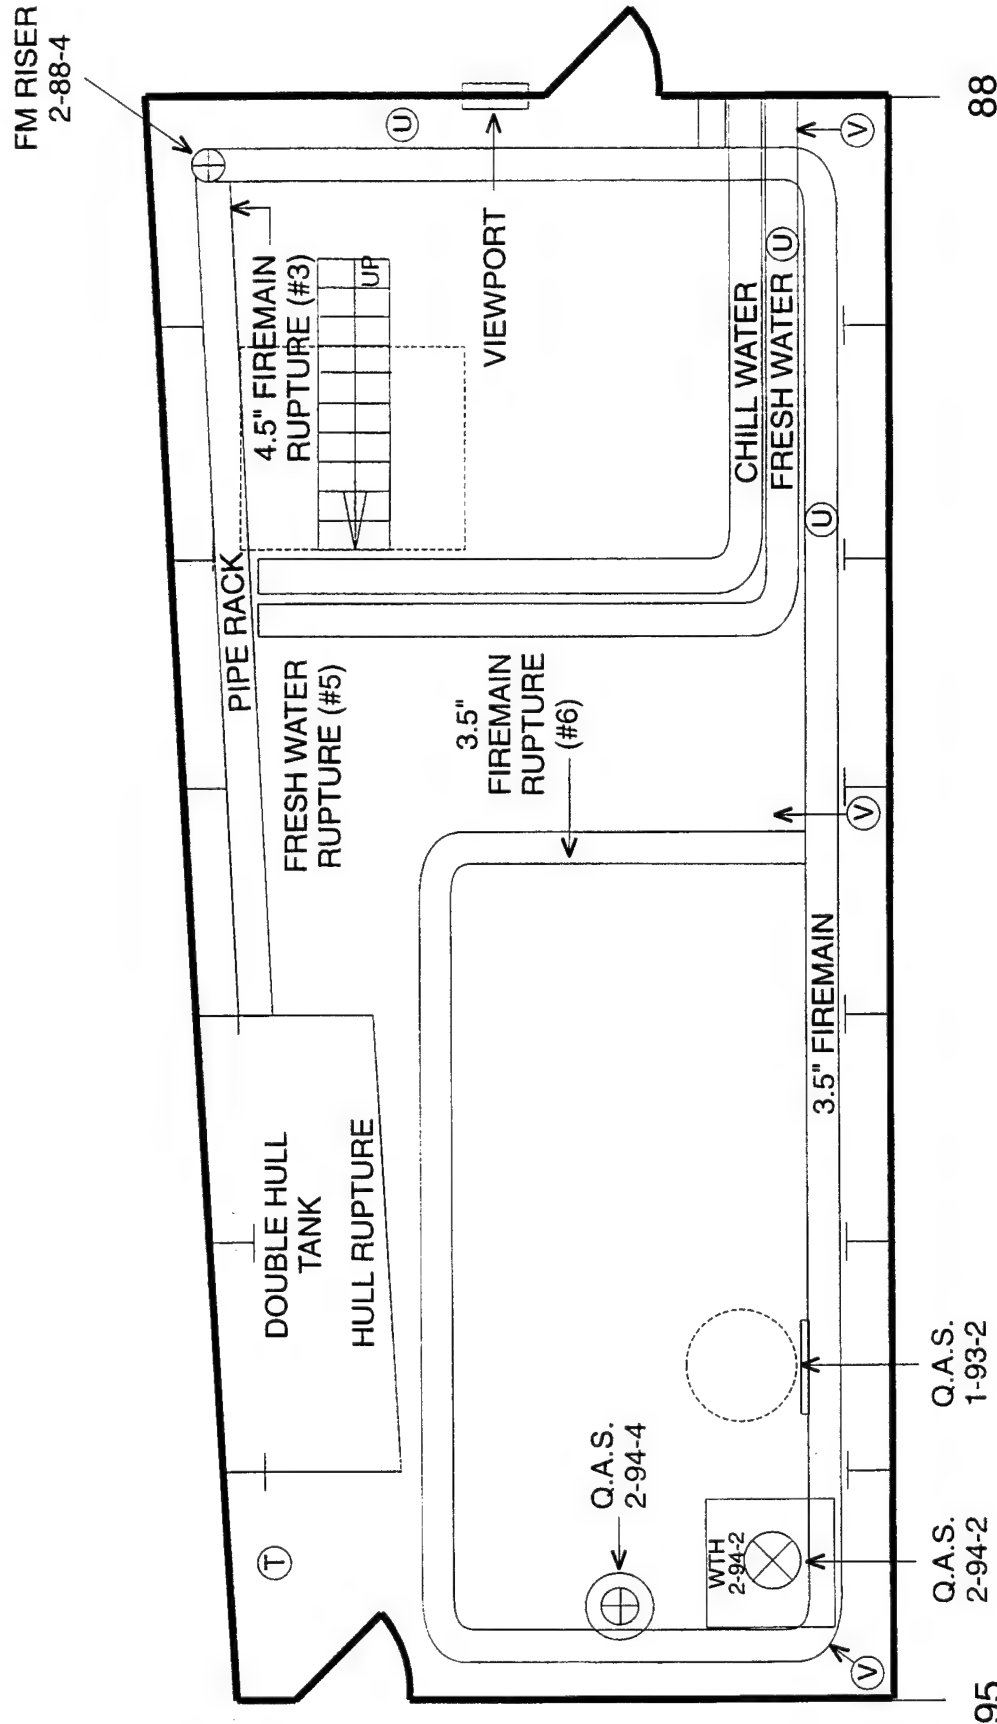 FM RISER
2-88-4
88
U
V
4.5" FIREMAIN
RUPTURE (#3)
UP
VIEWPORT
CHILL WATER
FRESH WATER
U
U
PIPE RACK
FRESH WATER
RUPTURE (#5)
3.5"
FIREMAIN
RUPTURE
(#6)
V
3.5" FIREMAIN
DOUBLE HULL
TANK
HULL RUPTURE
Q.A.S.
1-93-2
Q.A.S.
2-94-4
WTH
2-94-2
Q.A.S.
2-94-2
T
V
95